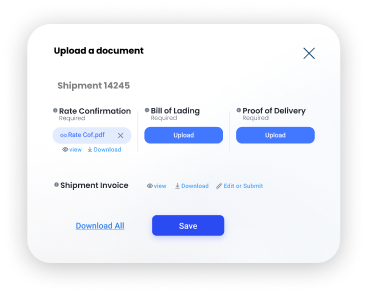 Upload a document
Shipment 14245
Rate Confirmation
Required
Rate Cof.pdf
view Download
Bill of Lading
Required
Upload
Proof of Delivery
Required
Upload
Shipment Invoice view Download Edit or Submit
Download All Save